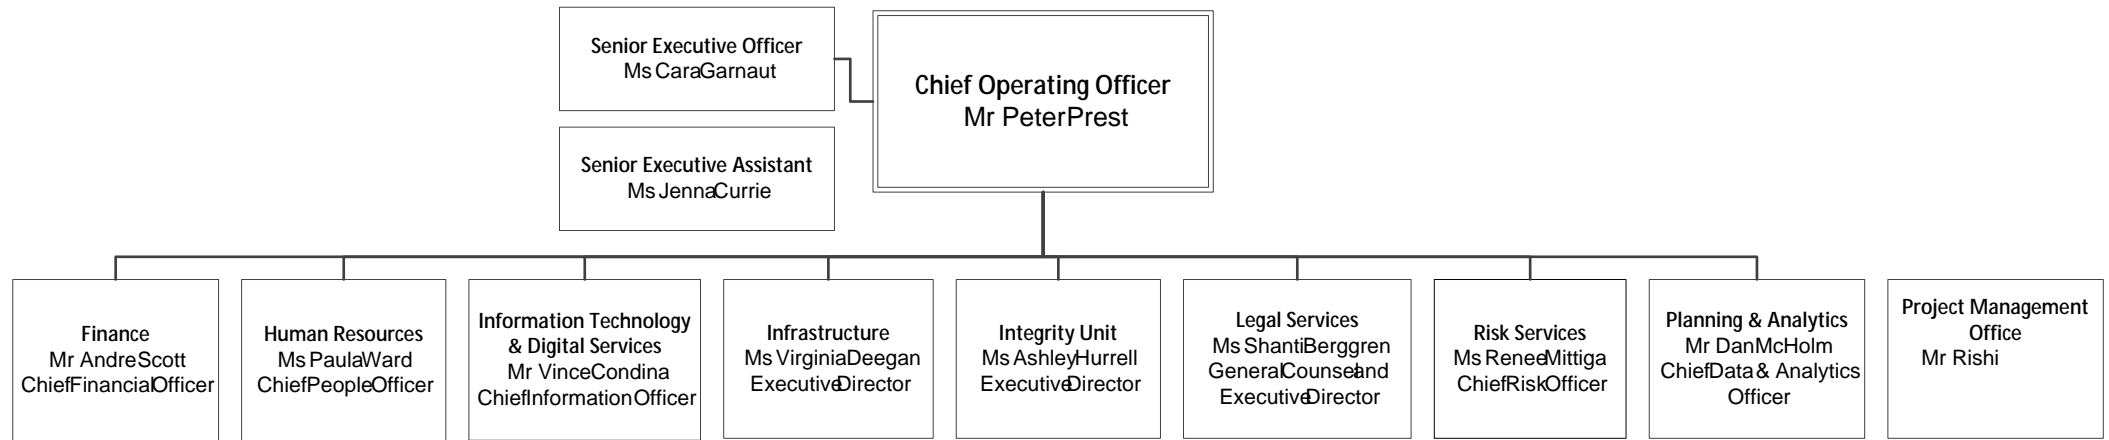 Senior Executive Officer
Ms Cara Garnaut
Chief Operating Officer
Mr Peter Prest
Senior Executive Assistant
Ms Jenna Currie
Finance
Mr Andre Scott
Chief Financial Officer
Human Resources
Ms Paula Ward
Chief People Officer
Information Technology
& Digital Services
Mr Vince Condina
Chief Information Officer
Infrastructure
Ms Virginia Deegan
Executive Director
Integrity Unit
Ms Ashley Hurrell
Executive Director
Legal Services
Ms Shanti Berggren
General Counsel and
Executive Director
Risk Services
Ms Renee Mittiga
Chief Risk Officer
Planning & Analytics
Mr Dan McHolm
Chief Data & Analytics
Officer
Project Management
Office
Mr Rishi